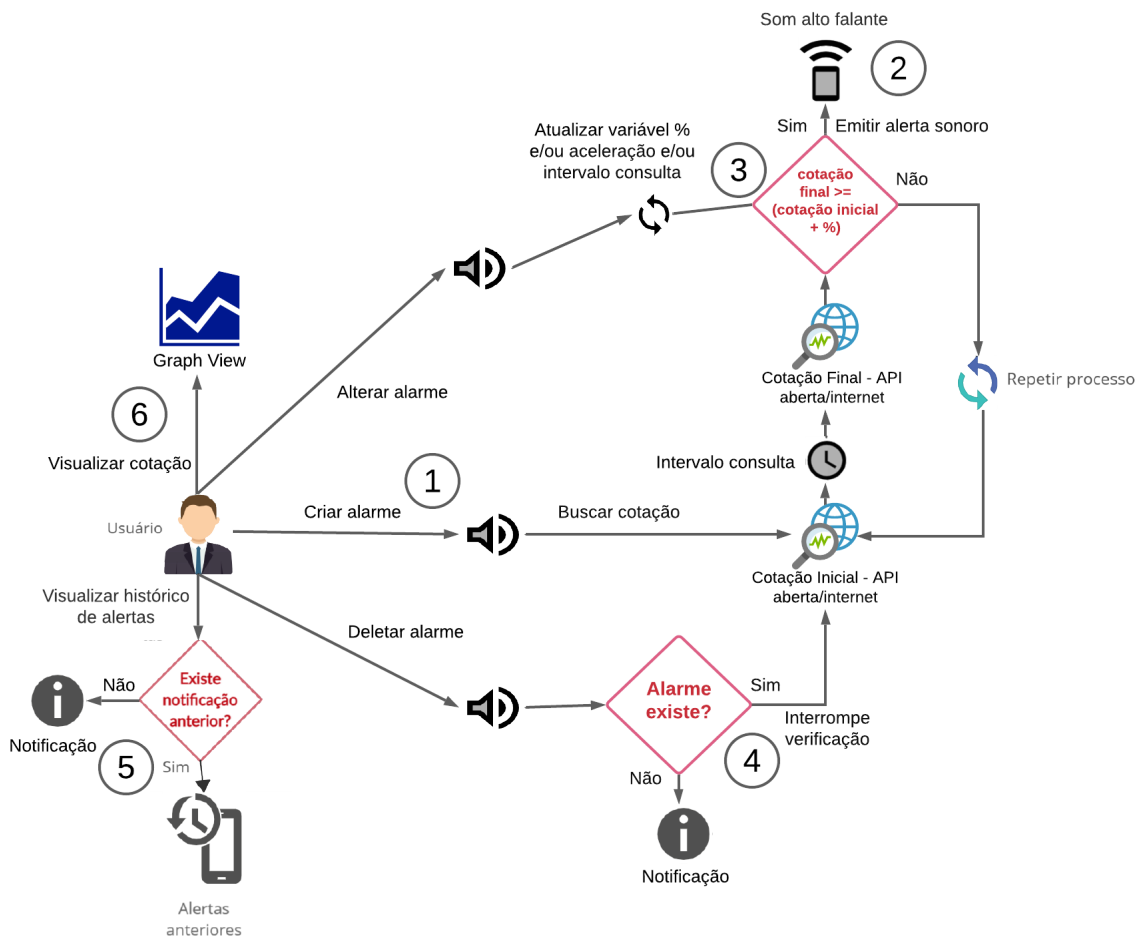 Som alto falante
2
Sim
Emitir alerta sonoro
Atualizar variável %
e/ou aceleração e/ou
intervalo consulta
3
cotação
final >=
(cotação inicial
+ %)
Não
Graph View
6
Visualizar cotação
Alterar alarme
Cotação Final - API
aberta/internet
Repetir processo
Intervalo consulta
1
Usuário
Criar alarme
Buscar cotação
Cotação Inicial - API
aberta/internet
Visualizar histórico
de alertas
Deletar alarme
Existe
notificação
anterior?
Não
Notificação
5
Sim
Alertas
anteriores
Alarme
existe?
Sim
Interrompe
verificação
4
Não
Notificação